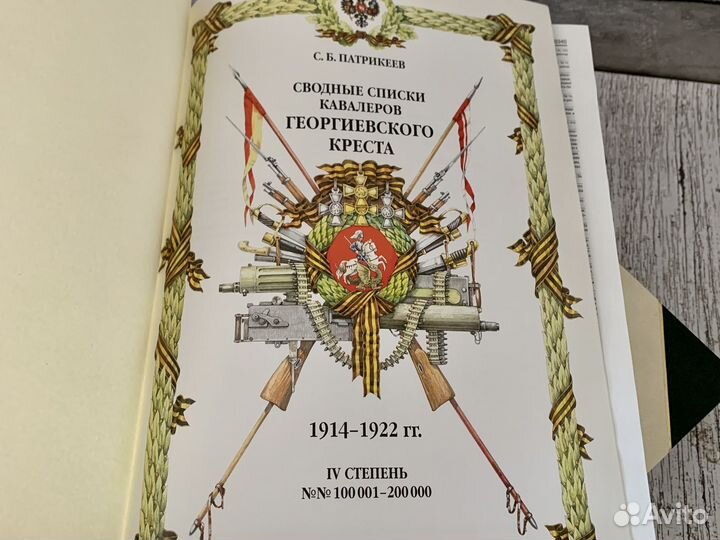 С. Б. ПАТРИКЕЕВ
СВОДНЫЕ СПИСКИ
КАВАЛЕРОВ
ГЕОРГИЕВСКОГО
КРЕСТА
1914–1922 гг.
IV СТЕПЕНЬ
№№ 100 001–200 000
Avito